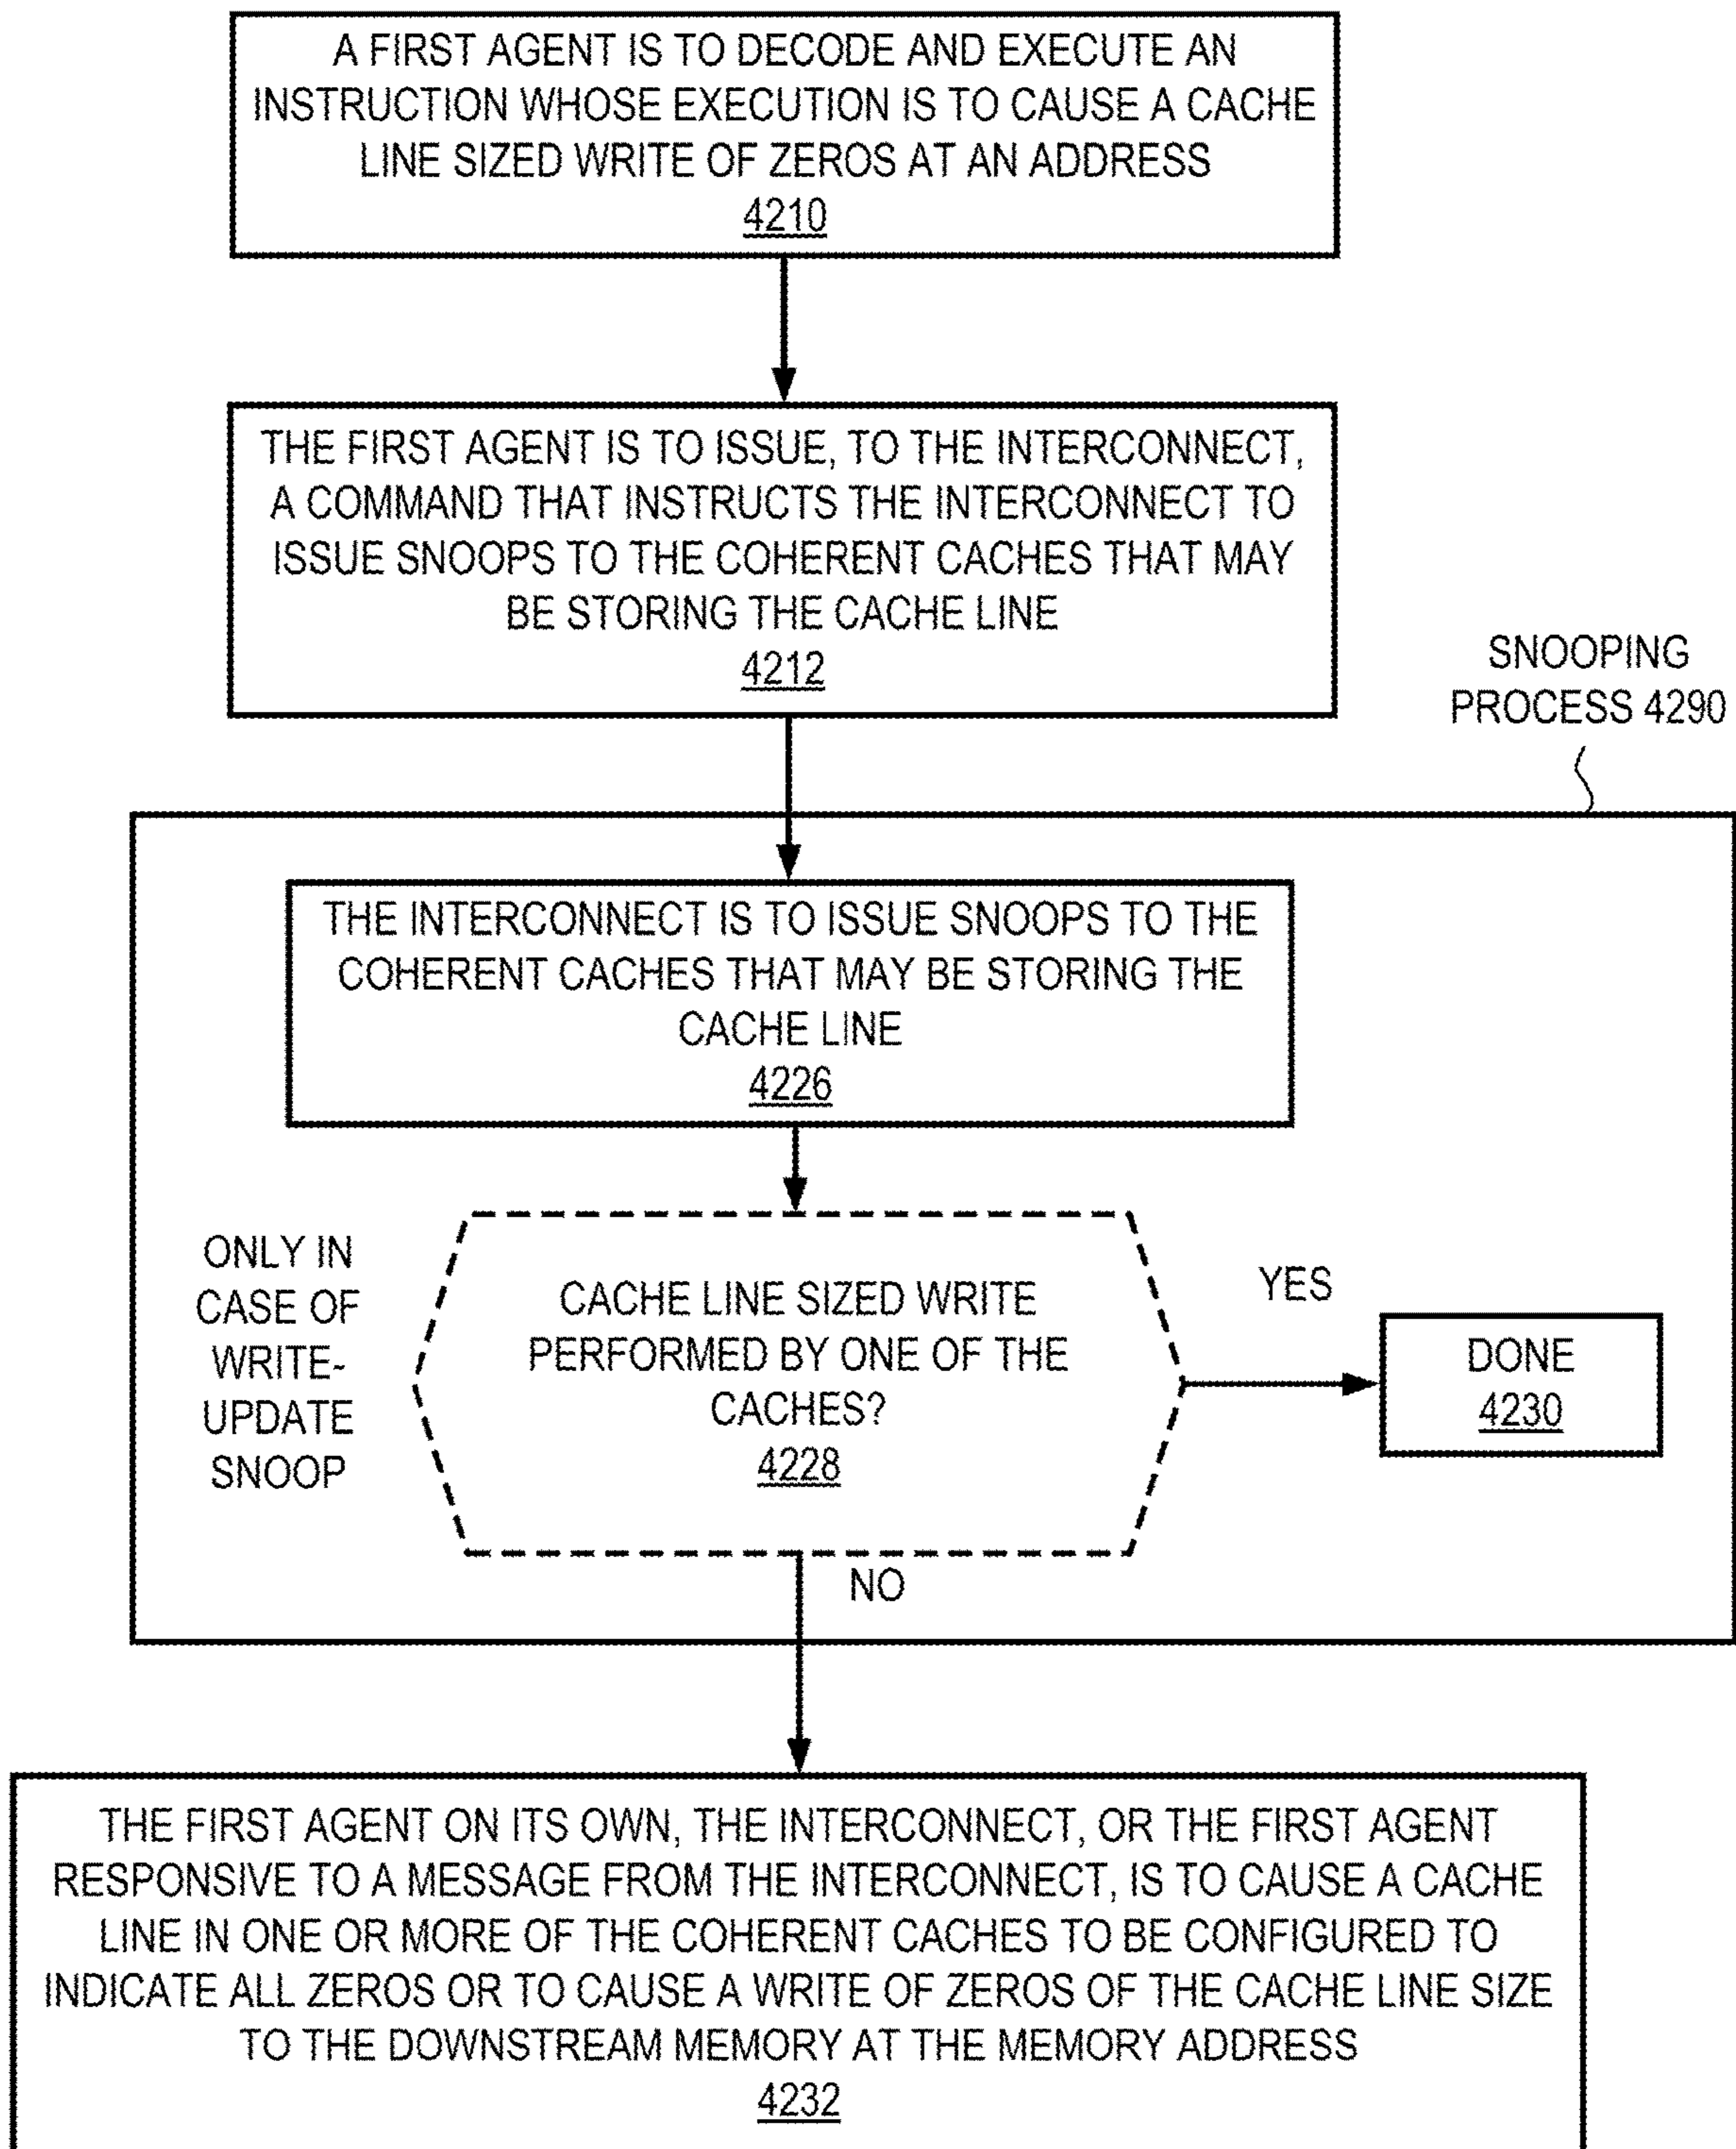 A FIRST AGENT IS TO DECODE AND EXECUTE AN
INSTRUCTION WHOSE EXECUTION IS TO CAUSE A CACHE
LINE SIZED WRITE OF ZEROS AT AN ADDRESS
4210
THE FIRST AGENT IS TO ISSUE, TO THE INTERCONNECT,
A COMMAND THAT INSTRUCTS THE INTERCONNECT TO
ISSUE SNOOPS TO THE COHERENT CACHES THAT MAY
BE STORING THE CACHE LINE
4212
SNOOPING
PROCESS 4290
THE INTERCONNECT IS TO ISSUE SNOOPS TO THE
COHERENT CACHES THAT MAY BE STORING THE
CACHE LINE
4226
ONLY IN
CASE OF
WRITE-
UPDATE
SNOOP
CACHE LINE SIZED WRITE
PERFORMED BY ONE OF THE
CACHES?
4228
YES
DONE
4230
NO
THE FIRST AGENT ON ITS OWN, THE INTERCONNECT, OR THE FIRST AGENT
RESPONSIVE TO A MESSAGE FROM THE INTERCONNECT, IS TO CAUSE A CACHE
LINE IN ONE OR MORE OF THE COHERENT CACHES TO BE CONFIGURED TO
INDICATE ALL ZEROS OR TO CAUSE A WRITE OF ZEROS OF THE CACHE LINE SIZE
TO THE DOWNSTREAM MEMORY AT THE MEMORY ADDRESS
4232